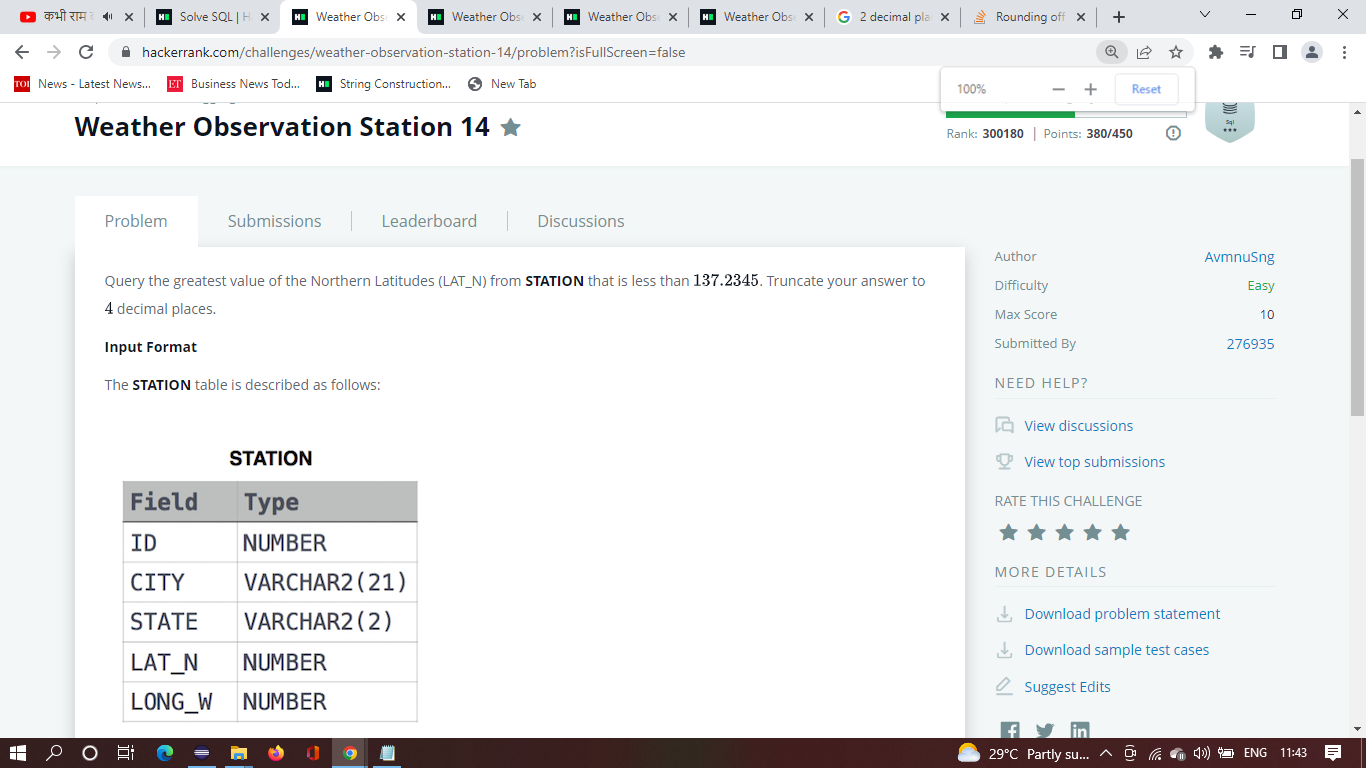 कभी राम
Solve SQL | H
Weather Obs
Weather Obs
Weather Obs
Weather Obs
2 decimal pla
Rounding off
hackerrank.com/challenges/weather-observation-station-14/problem?isFullScreen=false
TOI News - Latest News...
ET Business News Tod...
String Construction...
New Tab
100%
Reset
Weather Observation Station 14
Rank: 300180 | Points: 380/450
Sql
Problem
Submissions
Leaderboard
Discussions
Query the greatest value of the Northern Latitudes (LAT_N) from STATION that is less than 137.2345. Truncate your answer to
4 decimal places.
Input Format
The STATION table is described as follows:
STATION
Field Type
ID NUMBER
CITY VARCHAR2(21)
STATE VARCHAR2(2)
LAT_N NUMBER
LONG_W NUMBER
Author AvmnuSng
Difficulty Easy
Max Score 10
Submitted By 276935
NEED HELP?
View discussions
View top submissions
RATE THIS CHALLENGE
MORE DETAILS
Download problem statement
Download sample test cases
Suggest Edits
29°C Partly su...
ENG
11:43